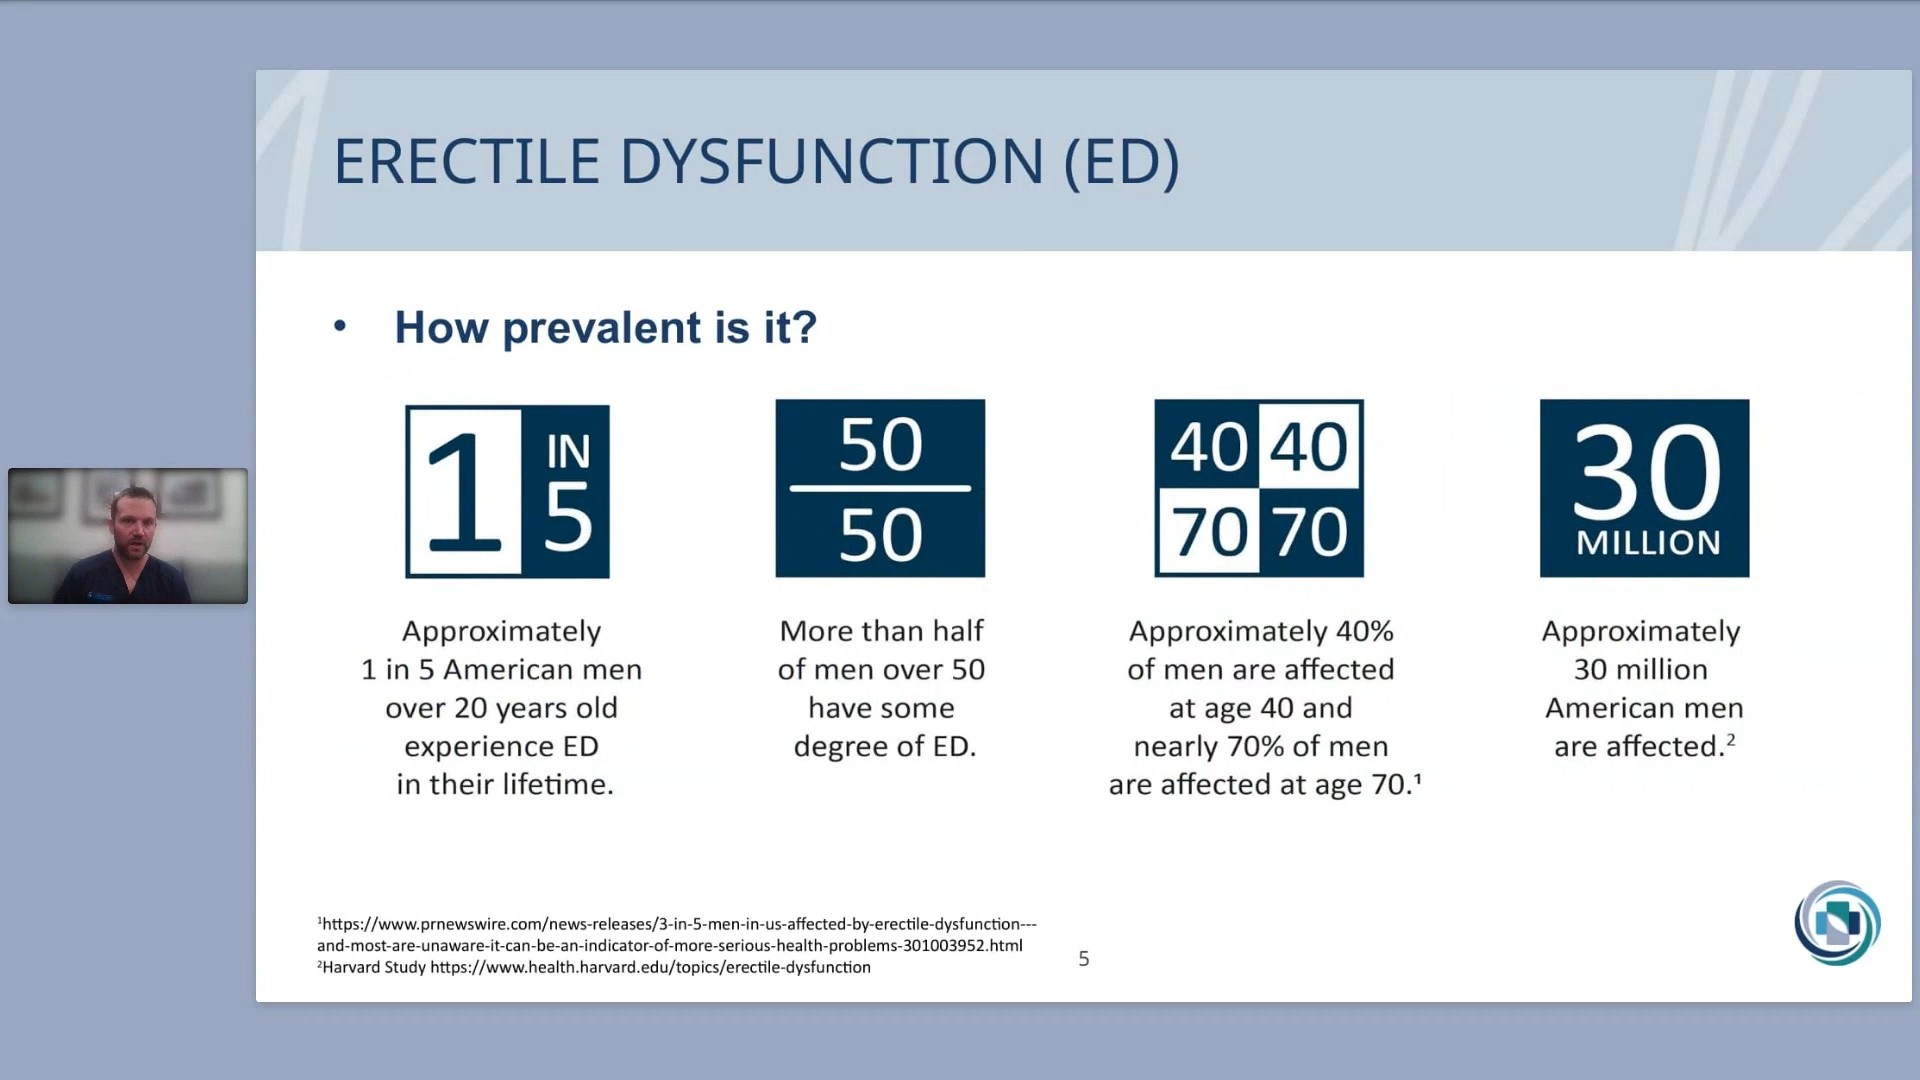 ERECTILE DYSFUNCTION (ED)
• How prevalent is it?
1 IN 5
Approximately
1 in 5 American men
over 20 years old
experience ED
in their lifetime.
50
50
More than half
of men over 50
have some
degree of ED.
40 40
70 70
Approximately 40%
of men are affected
at age 40 and
nearly 70% of men
are affected at age 70.¹
30
MILLION
Approximately
30 million
American men
are affected.²
¹https://www.prnewswire.com/news-releases/3-in-5-men-in-us-affected-by-erectile-dysfunction---
and-most-are-unaware-it-can-be-an-indicator-of-more-serious-health-problems-301003952.html
²Harvard Study https://www.health.harvard.edu/topics/erectile-dysfunction
5